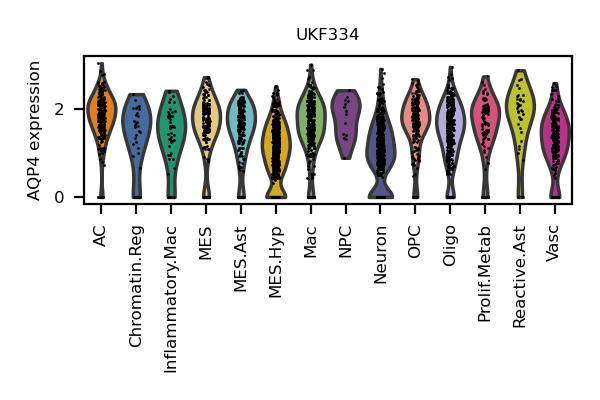 UKF334
AQP4 expression
2
0
AC
Chromatin.Reg
Inflammatory.Mac
MES
MES.Ast
MES.Hyp
Mac
NPC
Neuron
OPC
Oligo
Prolif.Metab
Reactive.Ast
Vasc